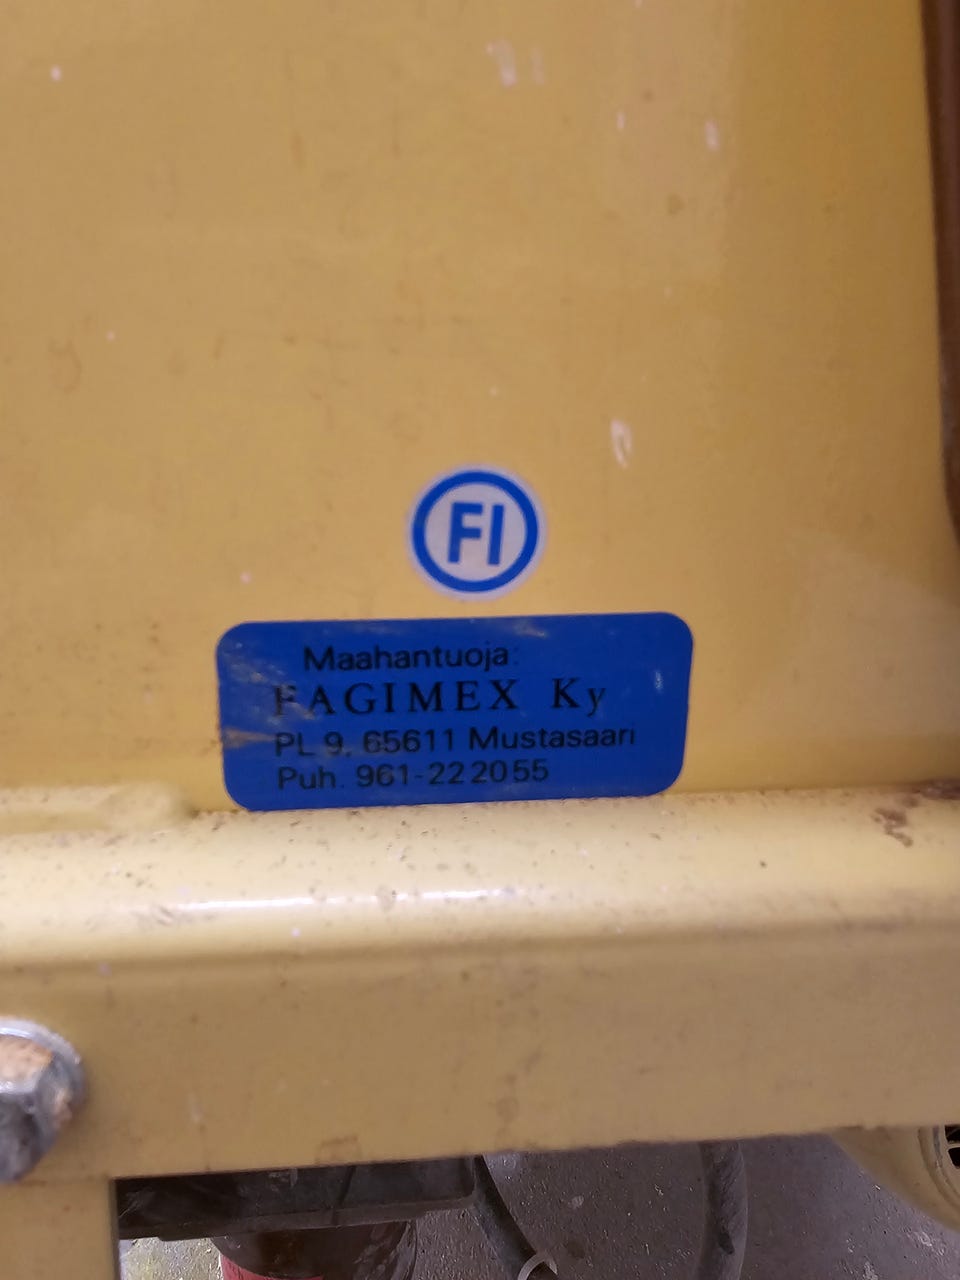 FI
Maahantuoja:
FAGIMEX Ky
PL 9, 65611 Mustasaari
Puh. 961-222055